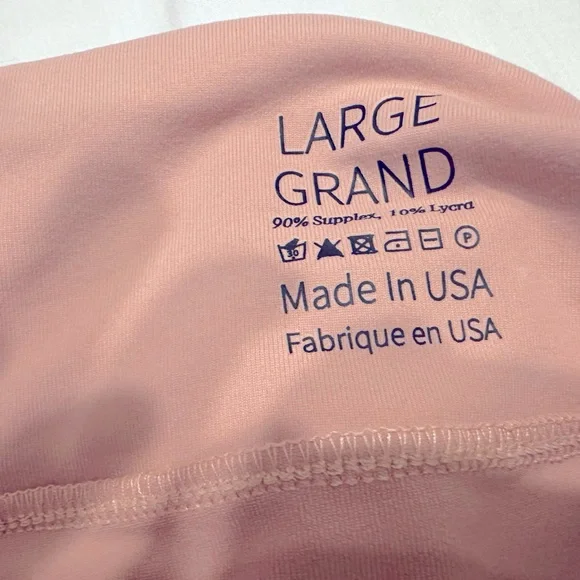 LARGE
GRAND
90% Supplex, 10% Lycra
30 P
Made In USA
Fabrique en USA